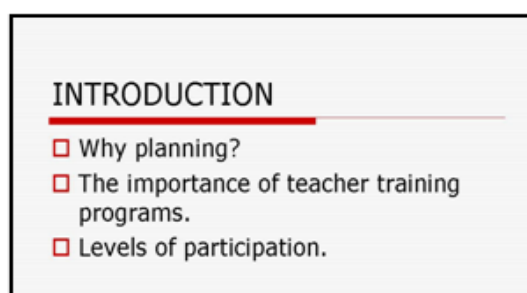 INTRODUCTION
Why planning?
The importance of teacher training
programs.
Levels of participation.